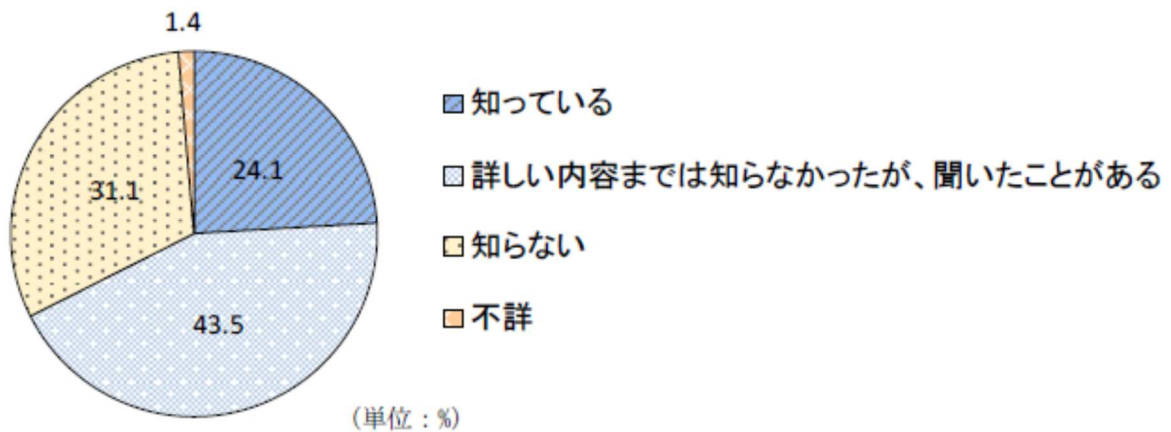 1.4
24.1
31.1
43.5
知っている
詳しい内容までは知らなかったが、聞いたことがある
知らない
不詳
(単位:%)